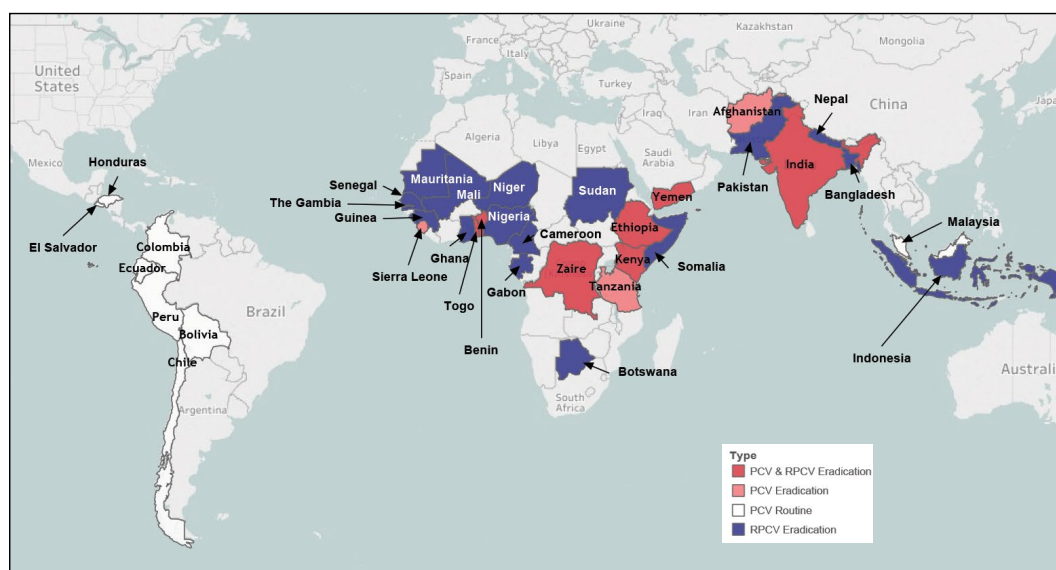 United
States
Mexico
Honduras
El Salvador
Colombia
Ecuador
Peru
Brazil
Bolivia
Chile
Argentina
Ukraine
France
Italy
Spain
Turkey
Kazakhstan
Mongolia
China
Japa
Iraq
Iran
Algeria
Libya
Egypt
Saudi
Arabia
Afghanistan
Nepal
India
Pakistan
Bangladesh
Malaysia
Indonesia
Mauritania
Mali
Niger
Nigeria
Sudan
Yemen
Ethiopia
Senegal
The Gambia
Guinea
Sierra Leone
Ghana
Togo
Benin
Cameroon
Gabon
Zaire
Kenya
Somalia
Tanzania
Botswana
South
Africa
Australi
Type
PCV & RPCV Eradication
PCV Eradication
PCV Routine
RPCV Eradication